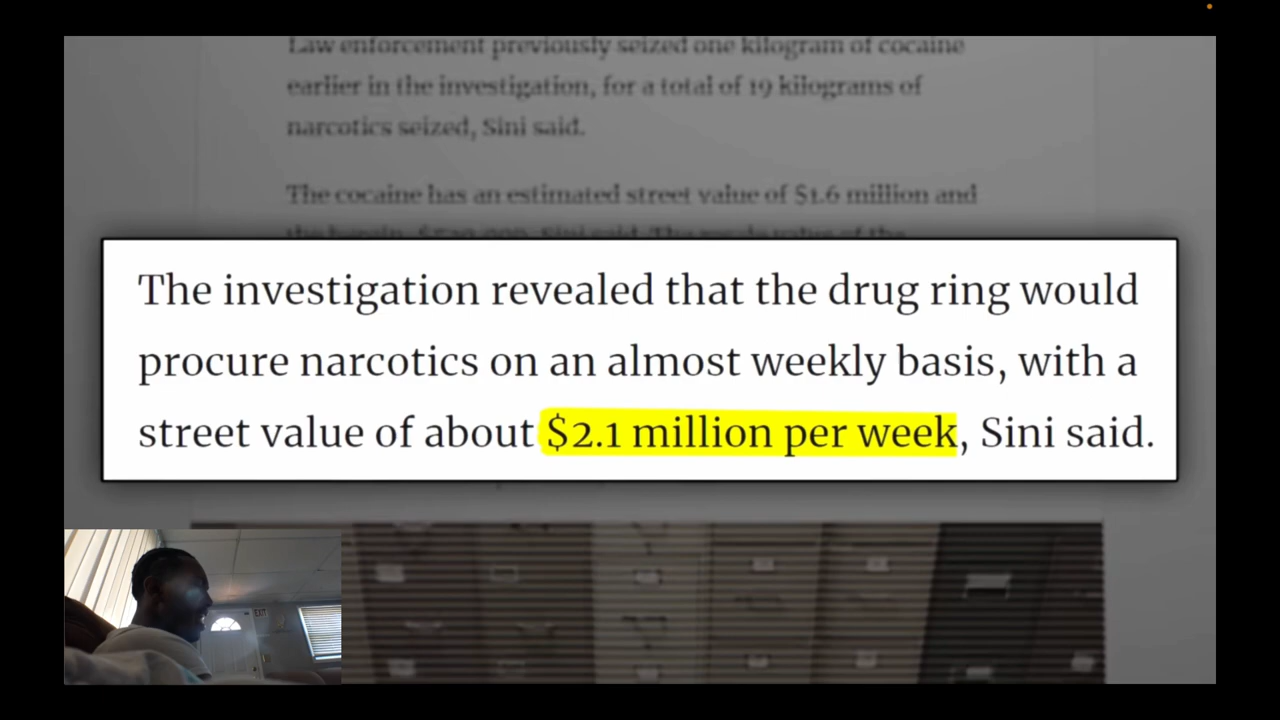 Law enforcement previously seized one kilogram of cocaine
earlier in the investigation, for a total of 19 kilograms of
narcotics seized, Sini said.
The cocaine has an estimated street value of $1.6 million and
The investigation revealed that the drug ring would
procure narcotics on an almost weekly basis, with a
street value of about $2.1 million per week, Sini said.
EXIT